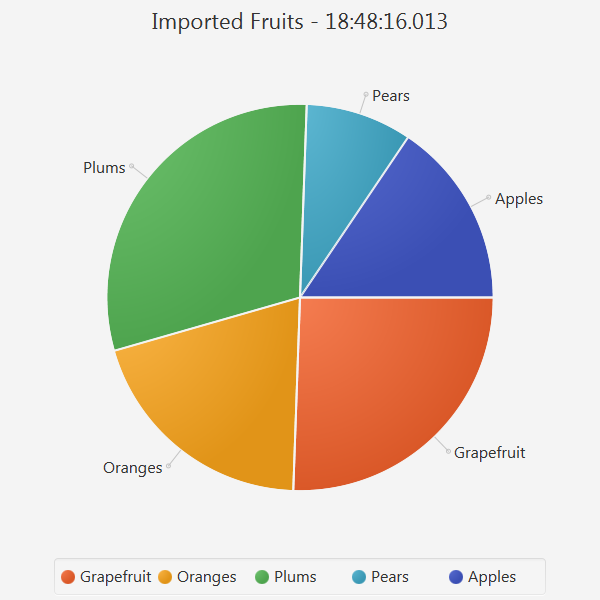 Imported Fruits - 18:48:16.013
Pears
Plums
Apples
Grapefruit
Oranges
Grapefruit Oranges Plums Pears Apples